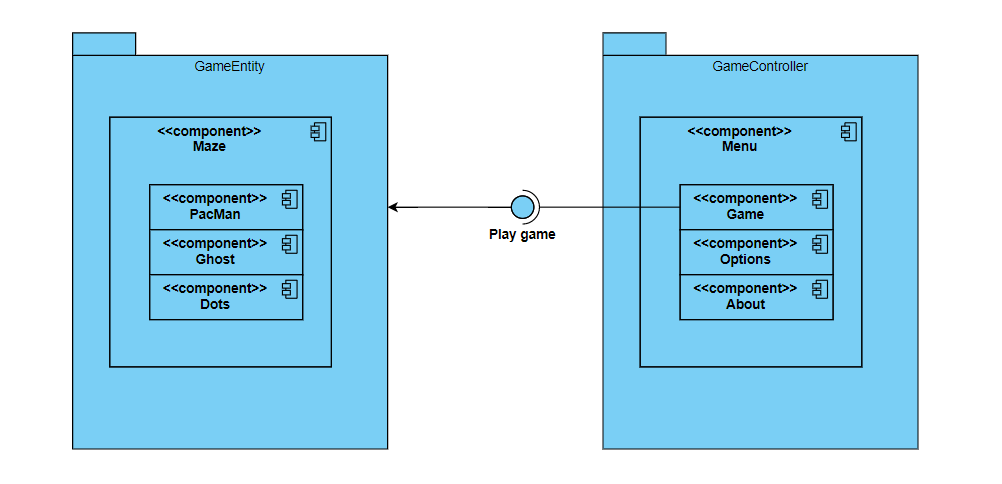 GameEntity
<<component>>
Maze
<<component>>
PacMan
<<component>>
Ghost
<<component>>
Dots
Play game
GameController
<<component>>
Menu
<<component>>
Game
<<component>>
Options
<<component>>
About